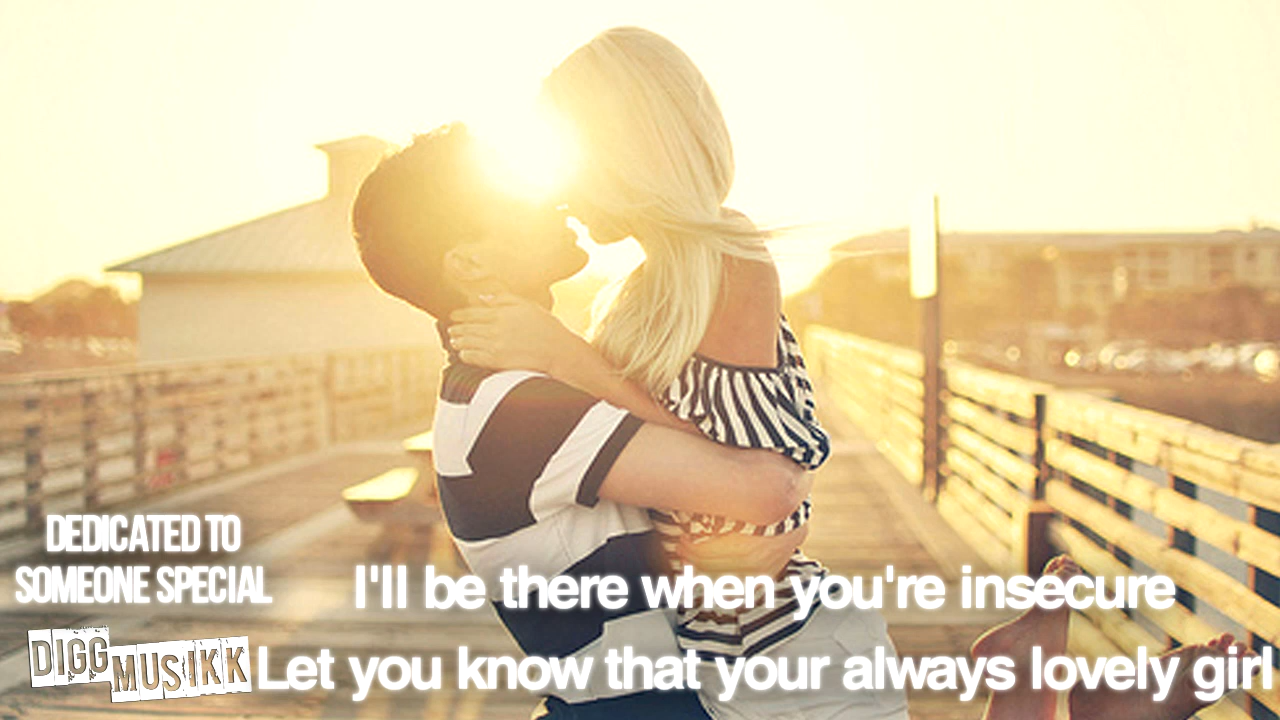 DEDICATED TO
SOMEONE SPECIAL
DIGG MUSIKK
I'll be there when you're insecure
Let you know that your always lovely girl